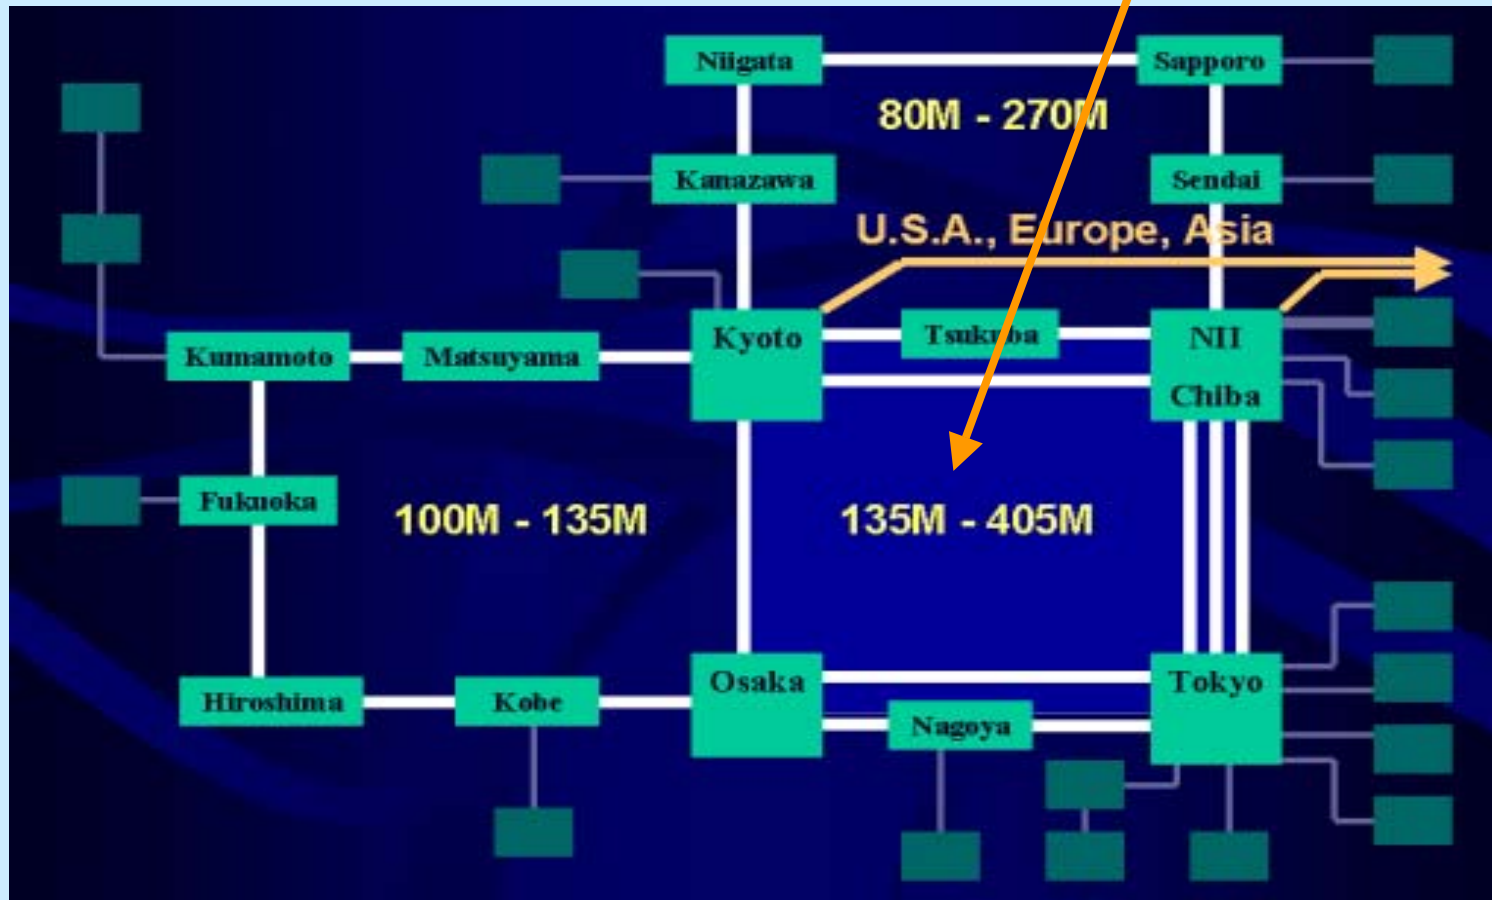 Niigata
Sapporo
80M - 270M
Kanazawa
Sendai
U.S.A., Europe, Asia
Kyoto
Tsukuba
NII
Chiba
Kumamoto
Matsuyama
Fukuoka
100M - 135M
135M - 405M
Osaka
Tokyo
Hiroshima
Kobe
Nagoya